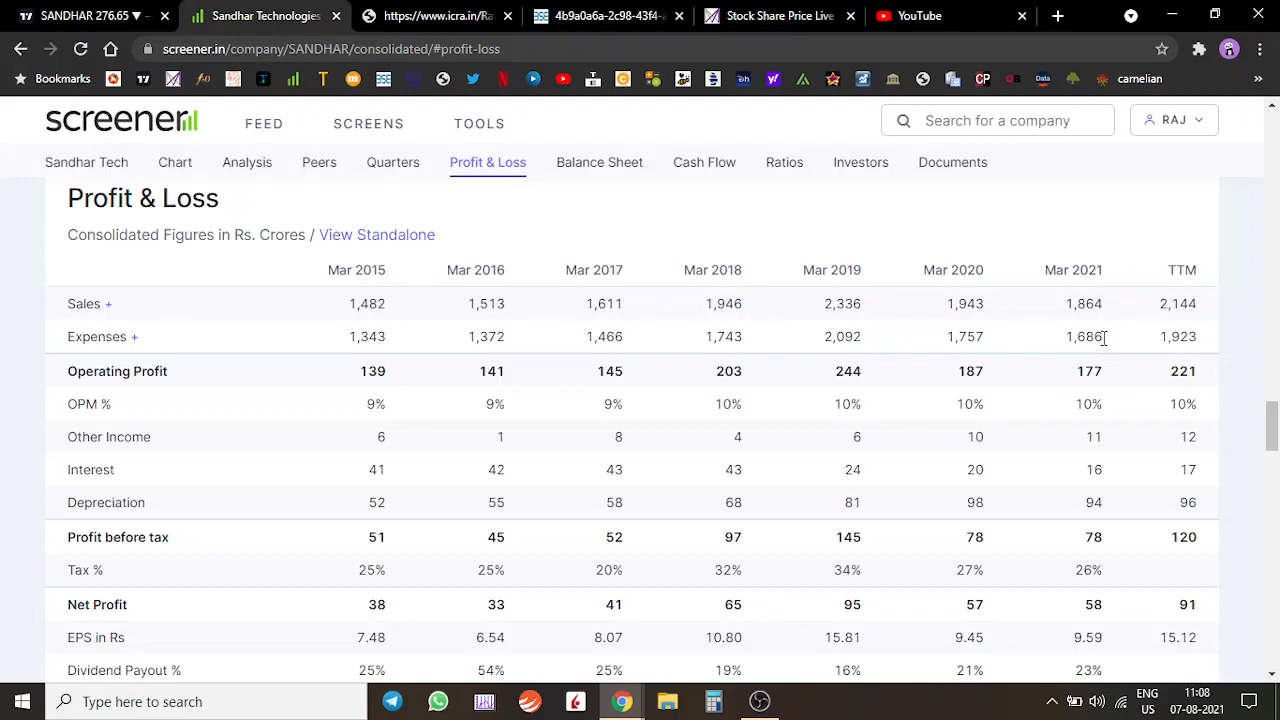 AUN 276.65 ▼
Sandhar Technologies
https://www.icra.in/Ra
4b9a0a6a-2c98-43f4-a
Stock Share Price Live
YouTube
screener.in/company/SANDHAR/consolidated/#profit-loss
Bookmarks
carnelian
screener
FEED SCREENS TOOLS
Search for a company
RAJ
Sandhar Tech Chart Analysis Peers Quarters Profit & Loss Balance Sheet Cash Flow Ratios Investors Documents
Profit & Loss
Consolidated Figures in Rs. Crores / View Standalone
Mar 2015 Mar 2016 Mar 2017 Mar 2018 Mar 2019 Mar 2020 Mar 2021 TTM
Sales + 1,482 1,513 1,611 1,946 2,336 1,943 1,864 2,144
Expenses + 1,343 1,372 1,466 1,743 2,092 1,757 1,686 1,923
Operating Profit 139 141 145 203 244 187 177 221
OPM % 9% 9% 9% 10% 10% 10% 10% 10%
Other Income 6 1 8 4 6 10 11 12
Interest 41 42 43 43 24 20 16 17
Depreciation 52 55 58 68 81 98 94 96
Profit before tax 51 45 52 97 145 78 78 120
Tax % 25% 25% 20% 32% 34% 27% 26%
Net Profit 38 33 41 65 95 57 58 91
EPS in Rs 7.48 6.54 8.07 10.80 15.81 9.45 9.59 15.12
Dividend Payout % 25% 54% 25% 19% 16% 21% 23%
Type here to search
ENG 11:08
US 07-08-2021